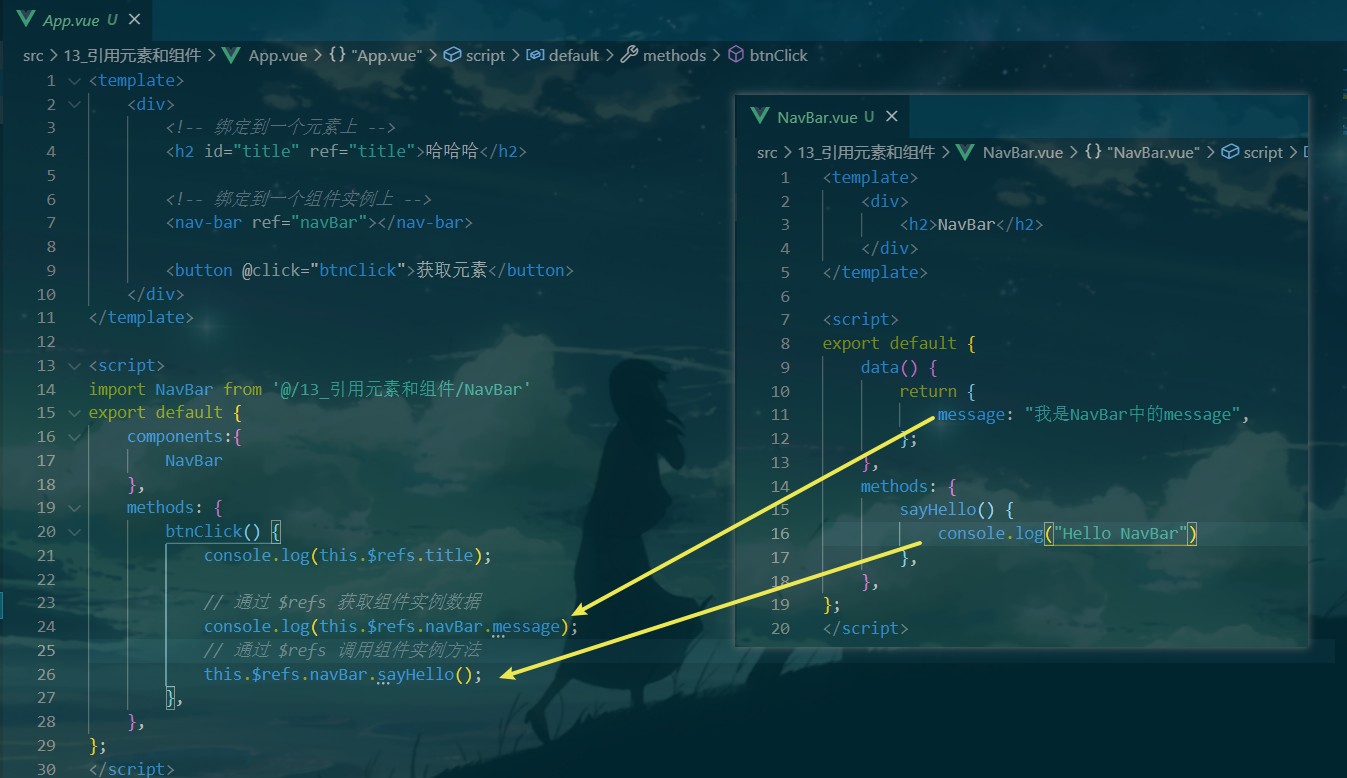 App.vue U ×
src > 13_引用元素和组件 > App.vue > {} "App.vue" > script > default > methods > btnClick
1 <template>
2 <div>
3 <!-- 绑定到一个元素上 -->
4 <h2 id="title" ref="title">哈哈哈</h2>
5
6 <!-- 绑定到一个组件实例上 -->
7 <nav-bar ref="navBar"></nav-bar>
8
9 <button @click="btnClick">获取元素</button>
10 </div>
11 </template>
12
13 <script>
14 import NavBar from '@/13_引用元素和组件/NavBar'
15 export default {
16 components:{
17 NavBar
18 },
19 methods: {
20 btnClick() {
21 console.log(this.$refs.title);
22
23 // 通过 $refs 获取组件实例数据
24 console.log(this.$refs.navBar.message);
25 // 通过 $refs 调用组件实例方法
26 this.$refs.navBar.sayHello();
27 },
28 },
29 };
30 </script>
NavBar.vue U ×
src > 13_引用元素和组件 > NavBar.vue > {} "NavBar.vue" > script >
1 <template>
2 <div>
3 <h2>NavBar</h2>
4 </div>
5 </template>
6
7 <script>
8 export default {
9 data() {
10 return {
11 message: "我是NavBar中的message",
12 };
13 },
14 methods: {
15 sayHello() {
16 console.log("Hello NavBar")
17 },
18 },
19 };
20 </script>